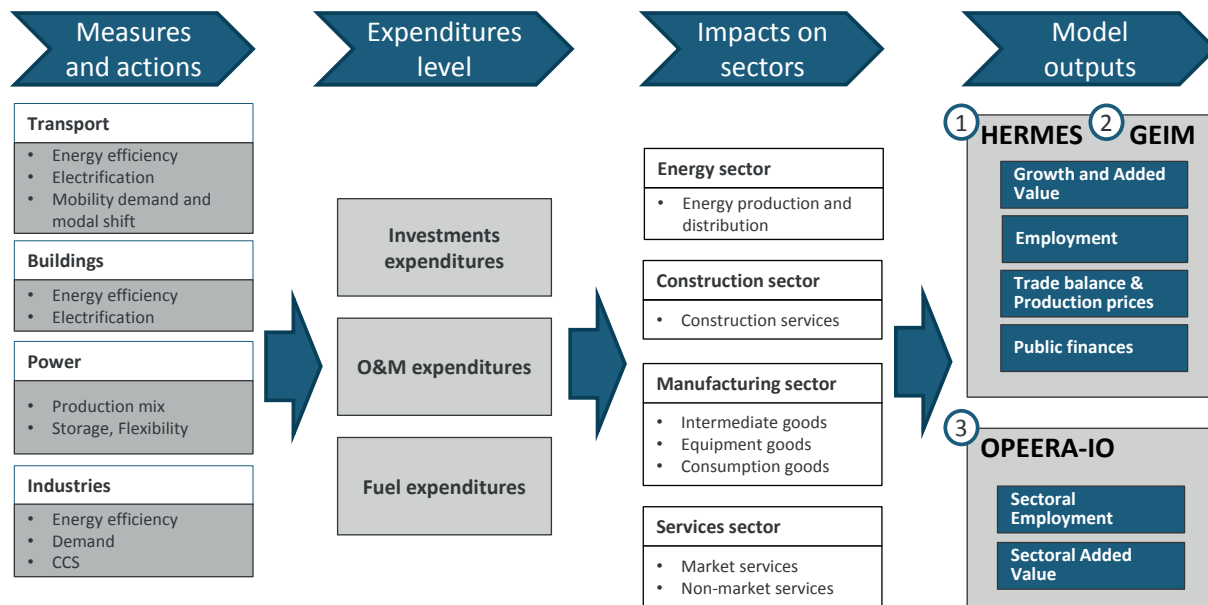 Measures
and actions
Expenditures
level
Impacts on
sectors
Model
outputs
Transport
• Energy efficiency
• Electrification
• Mobility demand and
modal shift
Buildings
• Energy efficiency
• Electrification
Power
• Production mix
• Storage, Flexibility
Industries
• Energy efficiency
• Demand
• CCS
Investments
expenditures
O&M expenditures
Fuel expenditures
Energy sector
• Energy production and
distribution
Construction sector
• Construction services
Manufacturing sector
• Intermediate goods
• Equipment goods
• Consumption goods
Services sector
• Market services
• Non-market services
1 HERMES 2 GEIM
Growth and Added
Value
Employment
Trade balance &
Production prices
Public finances
3
OPEERA-IO
Sectoral
Employment
Sectoral Added
Value